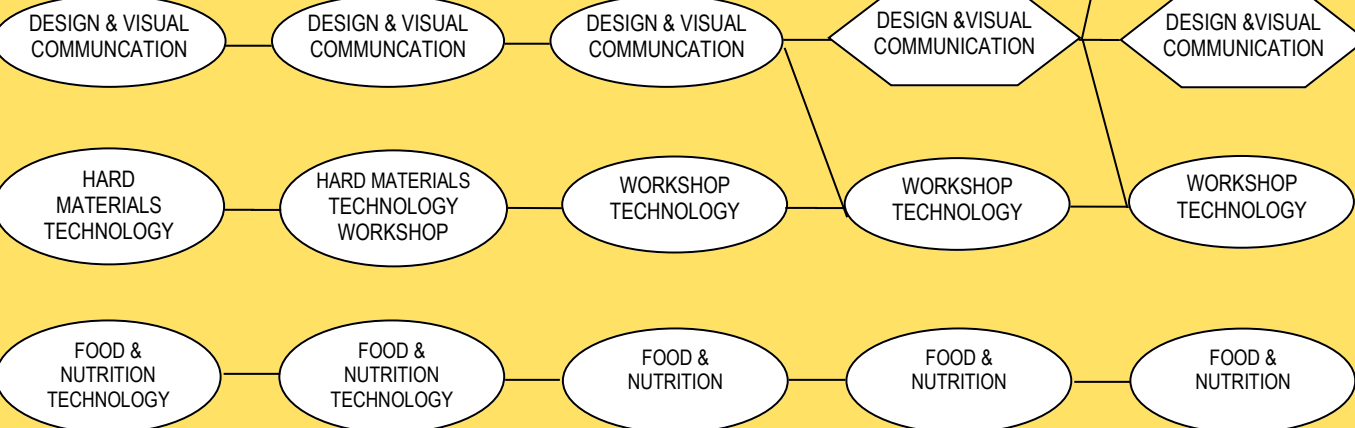 DESIGN & VISUAL
COMMUNCATION
DESIGN & VISUAL
COMMUNCATION
DESIGN & VISUAL
COMMUNCATION
DESIGN &VISUAL
COMMUNICATION
DESIGN &VISUAL
COMMUNICATION
HARD
MATERIALS
TECHNOLOGY
HARD MATERIALS
TECHNOLOGY
WORKSHOP
WORKSHOP
TECHNOLOGY
WORKSHOP
TECHNOLOGY
WORKSHOP
TECHNOLOGY
FOOD &
NUTRITION
TECHNOLOGY
FOOD &
NUTRITION
TECHNOLOGY
FOOD &
NUTRITION
FOOD &
NUTRITION
FOOD &
NUTRITION